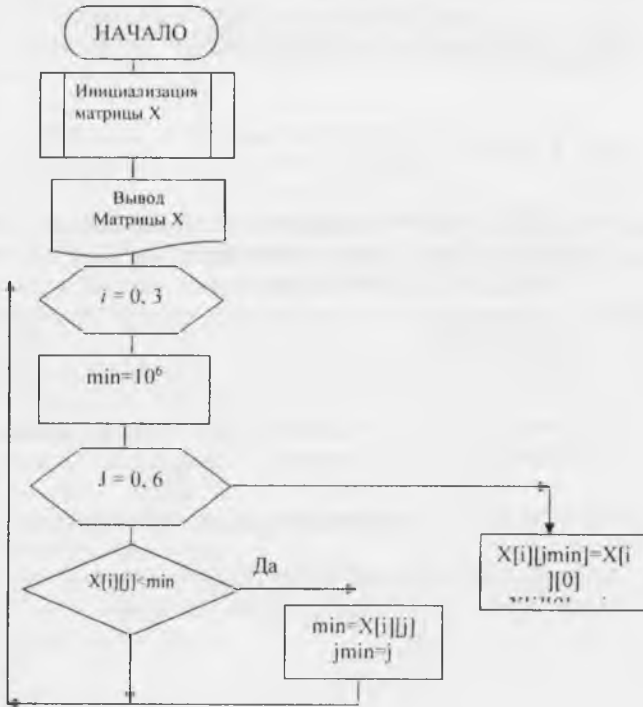 НАЧАЛО
Инициализация
матрицы X
Вывод
Матрицы X
i = 0, 3
min=10⁶
J = 0, 6
X[i][j]<min
Да
min=X[i][j]
jmin=j
X[i][jmin]=X[i
][0]